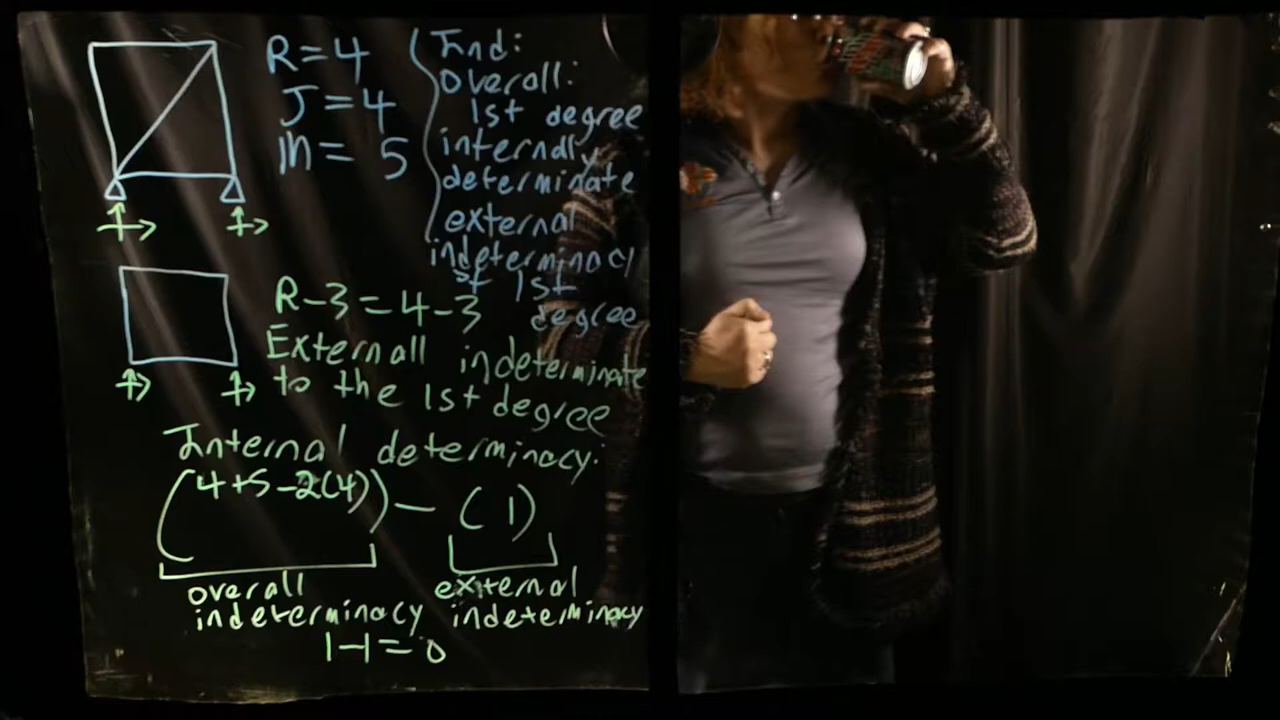 R=4
J=4
m= 5
Find:
overall:
1st degree
internally
determinate
external
indeterminacy
of 1st
degree
R-3=4-3
Externall indeterminate
to the 1st degree
Internal determinacy:
(4+5-2(4)) - (1)
overall external
indeterminacy indeterminacy
1-1=0